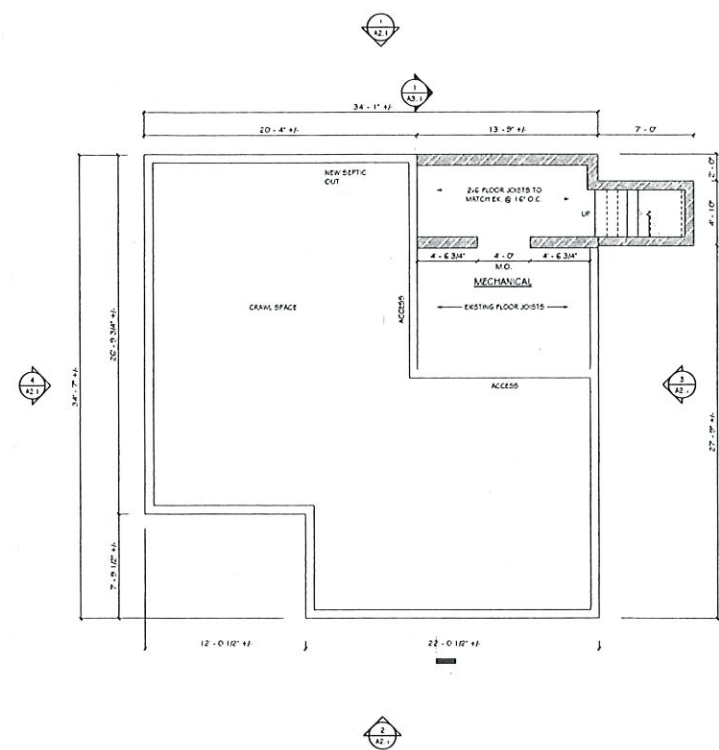 1
A2.1
1
A3.1
34' - 1" +/-
20' - 4" +/-
13' - 9" +/-
7' - 0"
2' - 0"
4' - 10"
NEW SEPTIC
OUT
2x6 FLOOR JOISTS TO
MATCH EX. @ 16" O.C.
UP
4' - 6 3/4"
4' - 0"
4' - 6 3/4"
M.O.
MECHANICAL
EXISTING FLOOR JOISTS
CRAWL SPACE
ACCESS
ACCESS
26' - 9 3/4" +/-
34' - 7" +/-
27' - 9" +/-
4
A2.1
3
A2.1
7' - 9 1/2" +/-
12' - 0 1/2" +/-
22' - 0 1/2" +/-
2
A2.1